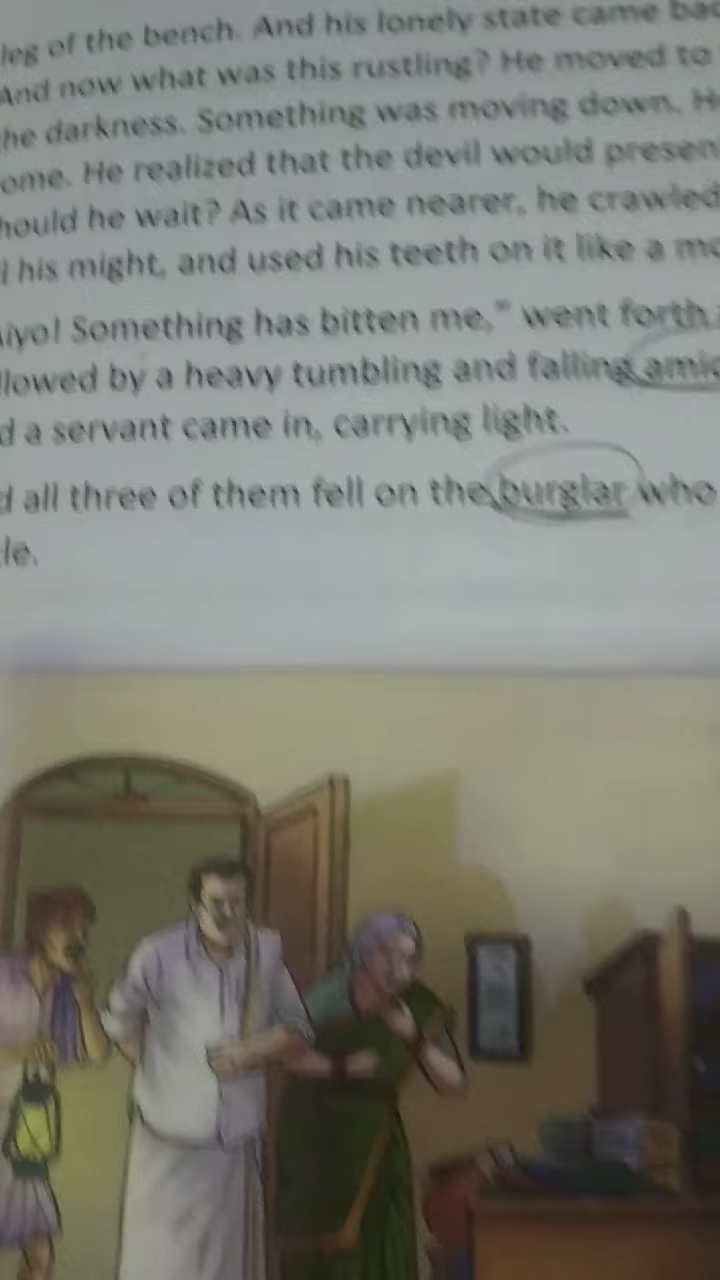 leg of the bench. And his lonely state came
And now what was this rustling? He moved to
he darkness. Something was moving down.
ome. He realized that the devil would presen
hould he wait? As it came nearer, he crawled
l his might, and used his teeth on it like a
iyo! Something has bitten me,” went forth
llowed by a heavy tumbling and falling amid
d a servant came in, carrying light.
d all three of them fell on the burglar who
le.